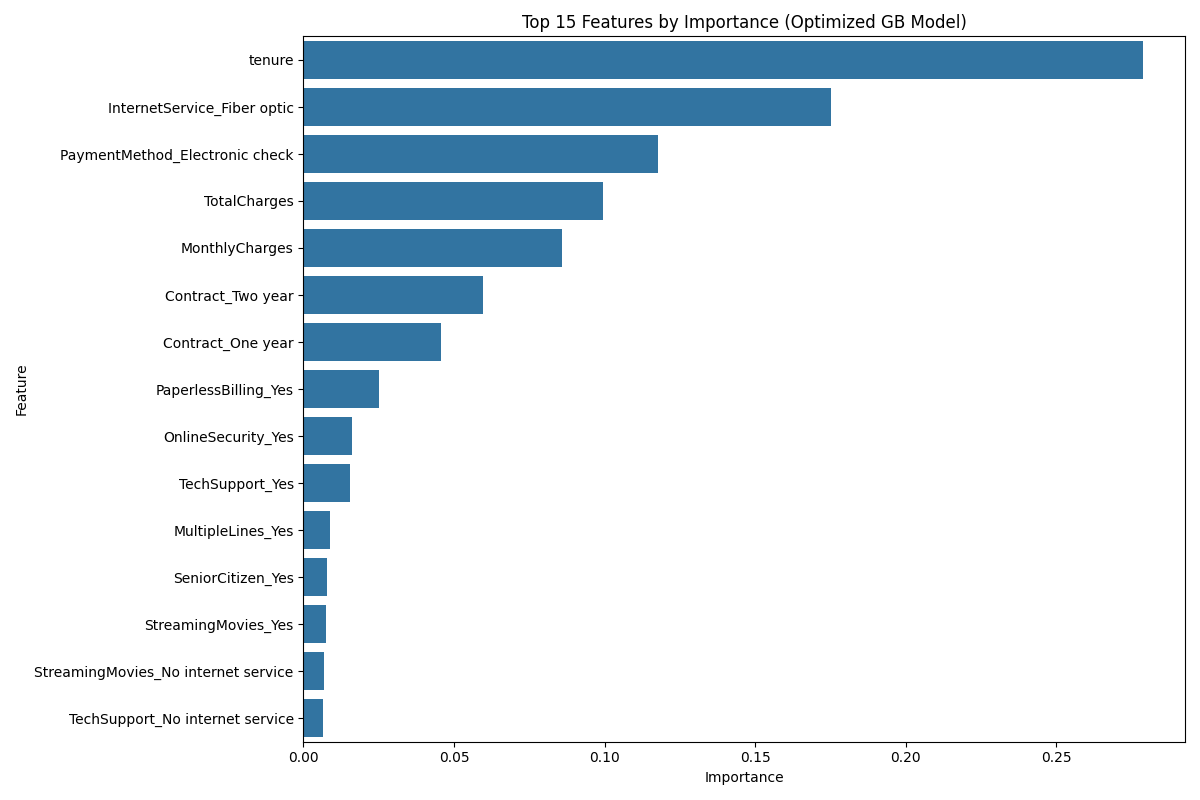 Top 15 Features by Importance (Optimized GB Model)
Feature
tenure
InternetService_Fiber optic
PaymentMethod_Electronic check
TotalCharges
MonthlyCharges
Contract_Two year
Contract_One year
PaperlessBilling_Yes
OnlineSecurity_Yes
TechSupport_Yes
MultipleLines_Yes
SeniorCitizen_Yes
StreamingMovies_Yes
StreamingMovies_No internet service
TechSupport_No internet service
0.00 0.05 0.10 0.15 0.20 0.25
Importance